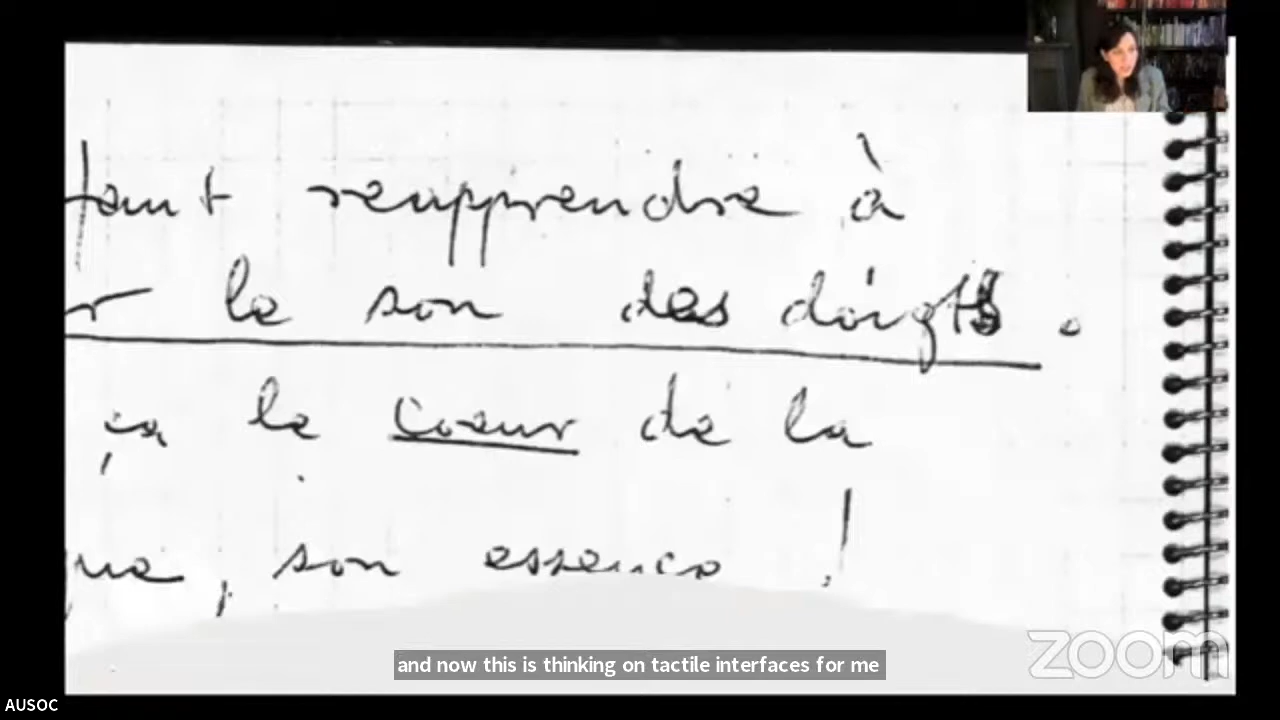 faut reapprendre à
r le son des doigts.
ça le coeur de la
que, son essence !
and now this is thinking on tactile interfaces for me
zoom
AUSOC